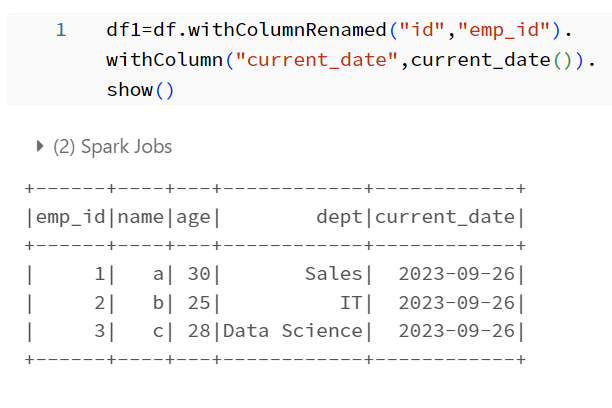 1 df1=df.withColumnRenamed("id","emp_id").
withColumn("current_date",current_date()).
show()
(2) Spark Jobs
+------+----+---+------------+------------+
|emp_id|name|age|        dept|current_date|
+------+----+---+------------+------------+
|     1|   a| 30|       Sales|  2023-09-26|
|     2|   b| 25|          IT|  2023-09-26|
|     3|   c| 28|Data Science|  2023-09-26|
+------+----+---+------------+------------+